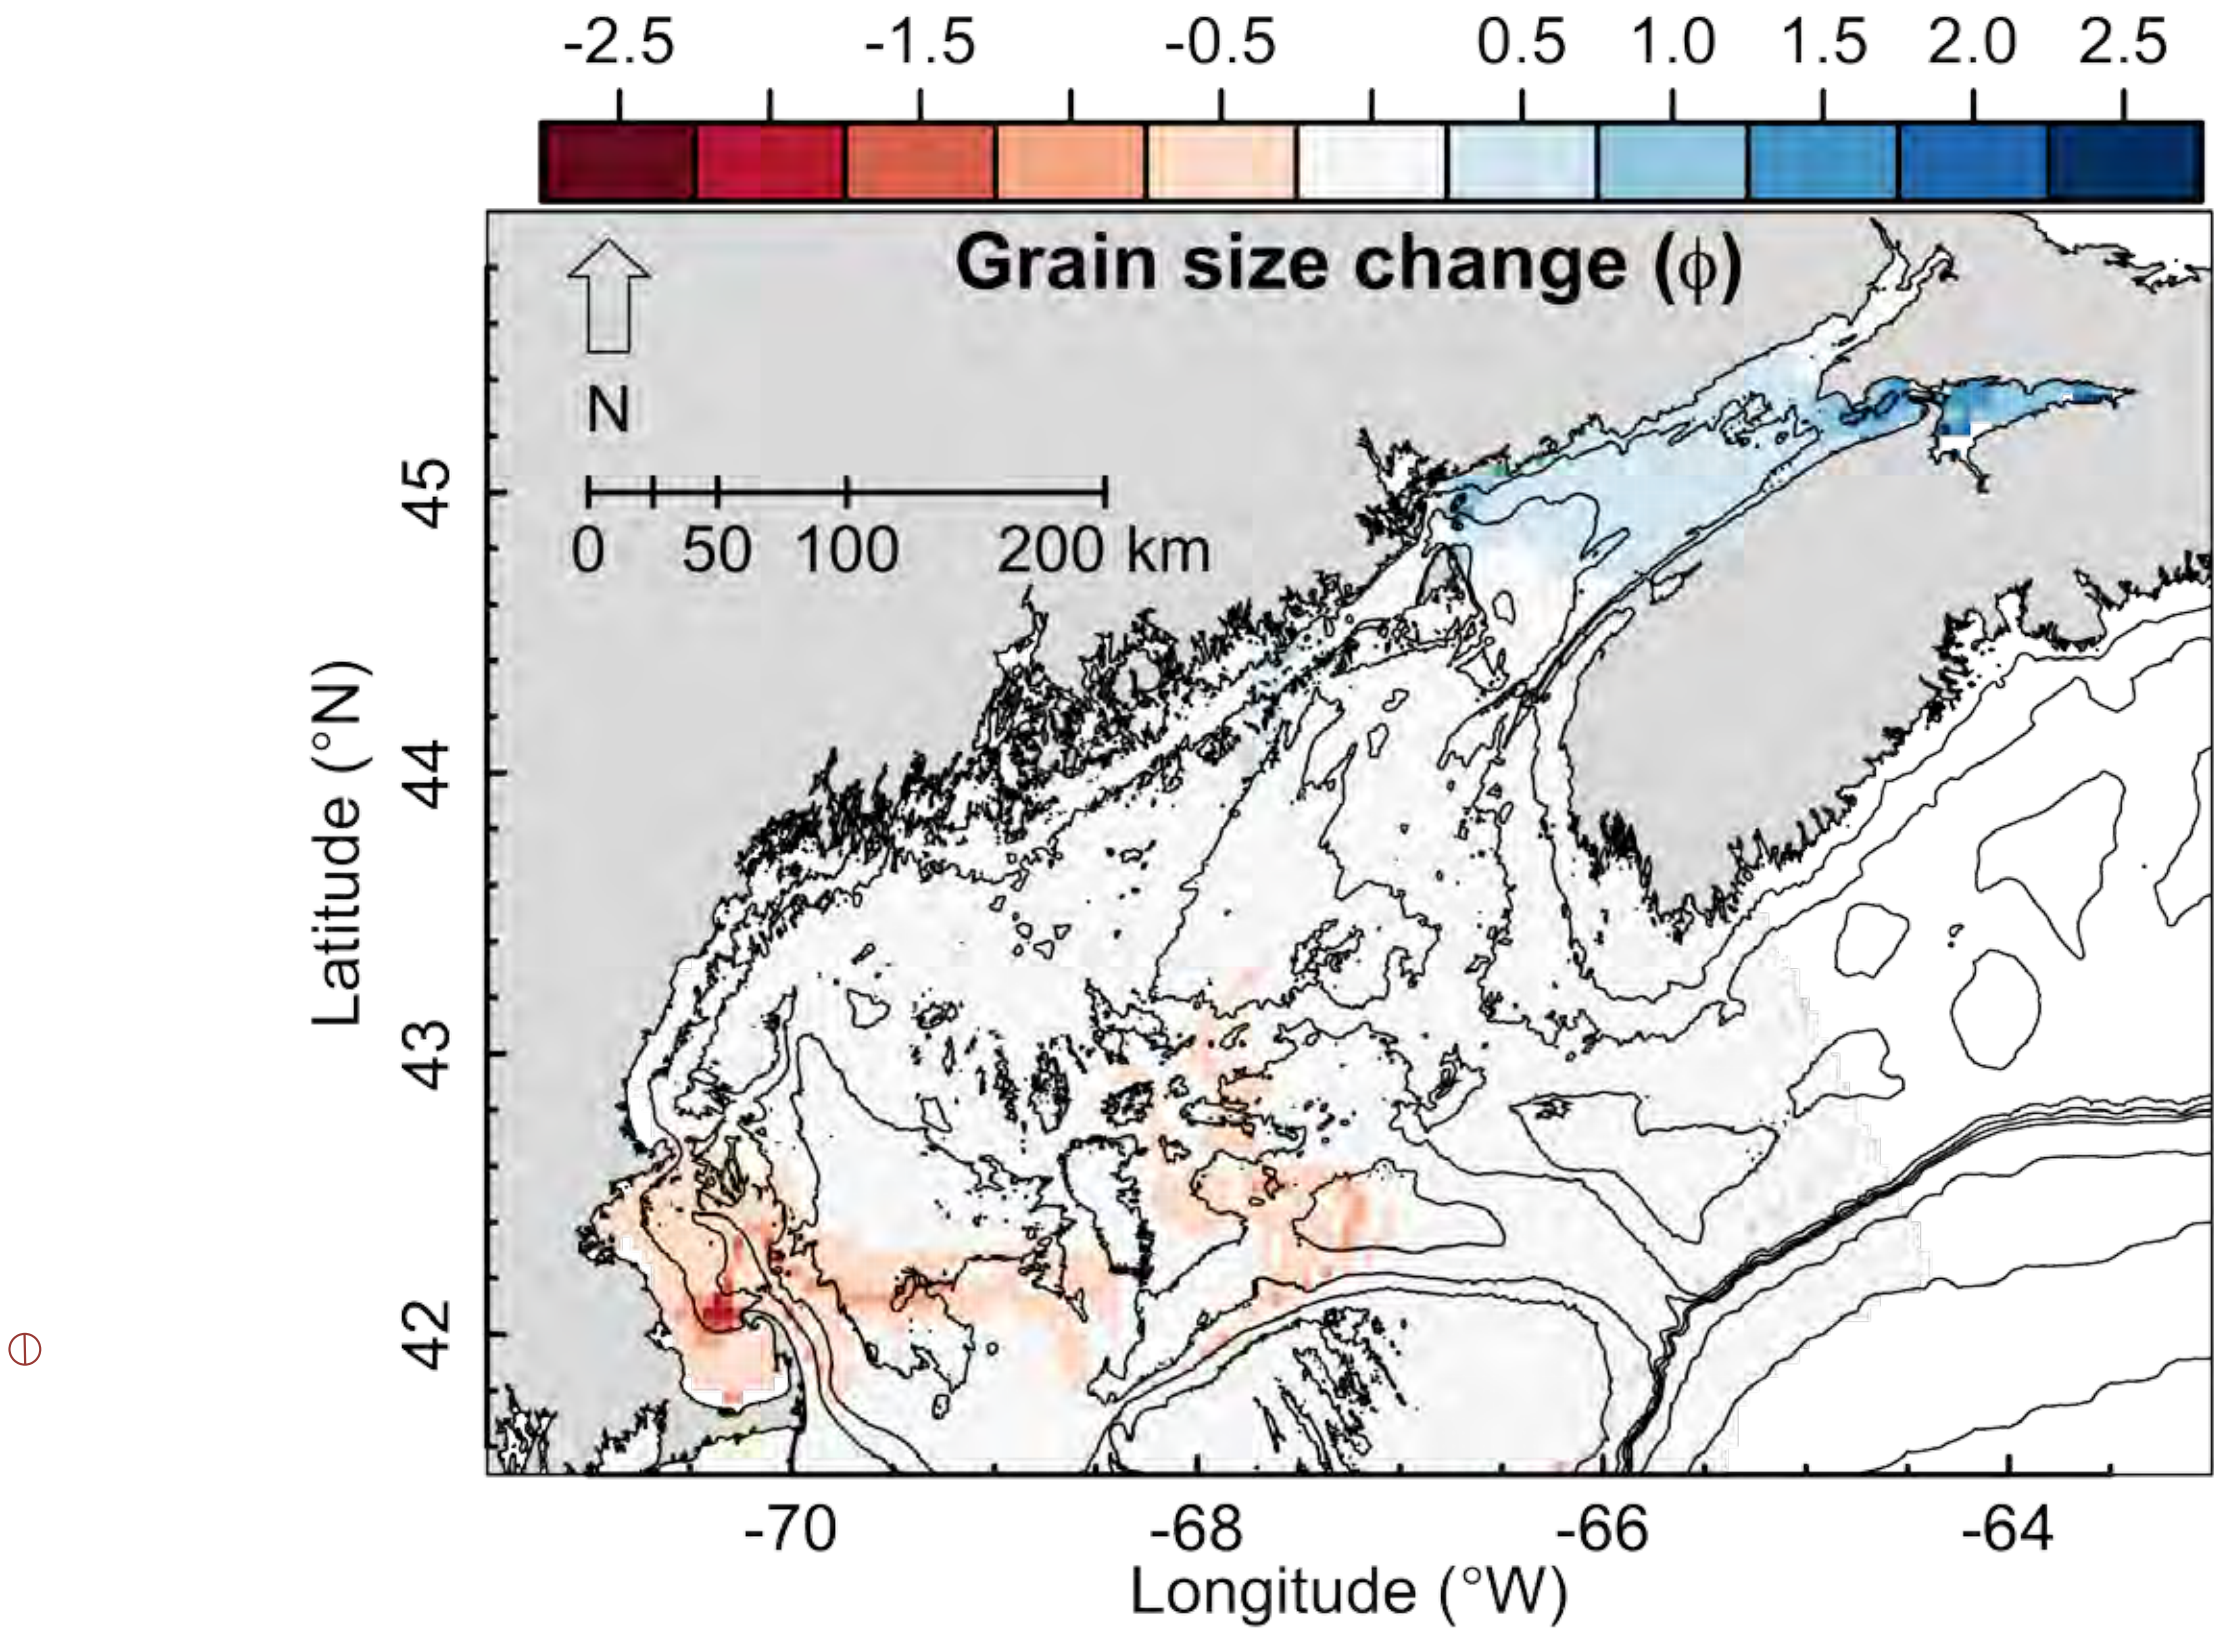 -2.5 -1.5 -0.5 0.5 1.0 1.5 2.0 2.5
Grain size change (ϕ)
N
0 50 100 200 km
45
44
43
42
Latitude (°N)
-70 -68 -66 -64
Longitude (°W)